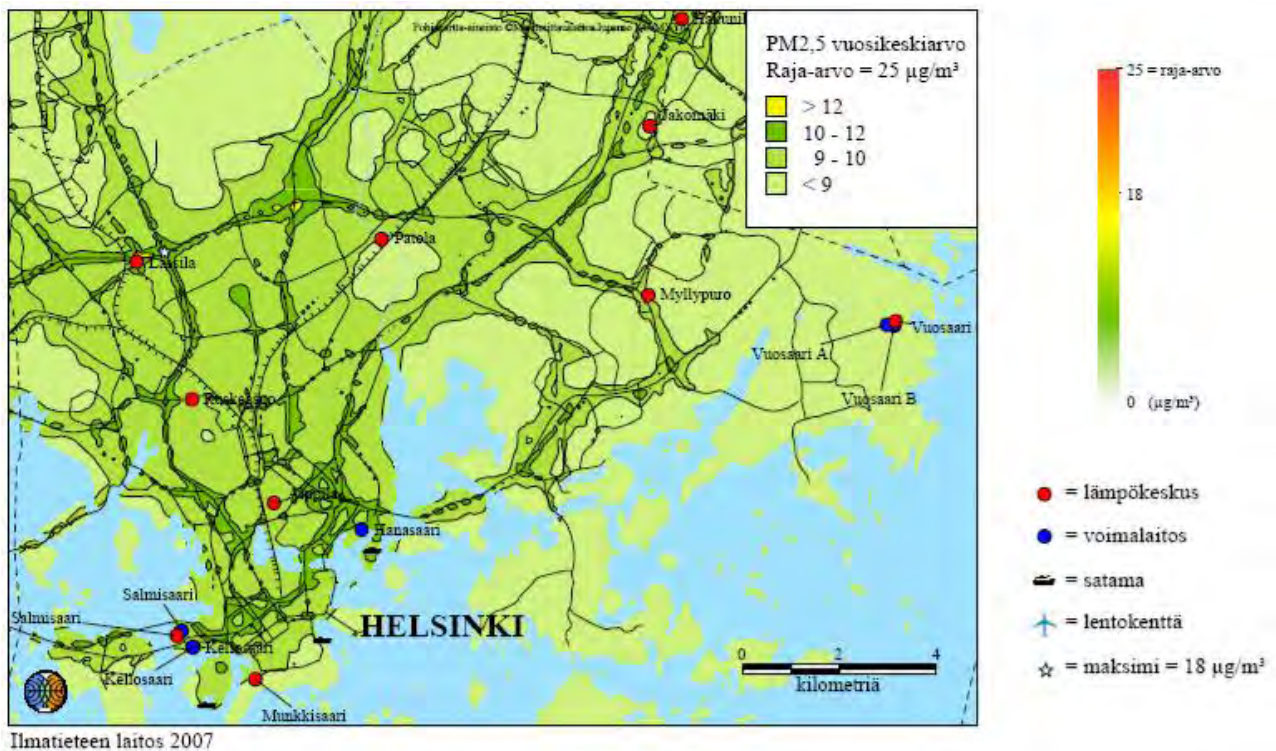 PM2,5 vuosikeskiarvo
Raja-arvo = 25 µg/m³
> 12
10 - 12
9 - 10
< 9
25 = raja-arvo
18
0 (µg/m³)
Jakomäki
Patola
Lassila
Myllypuro
Vuosaari
Vuosaari A
Vuosaari B
Ruskeasuo
Hanasaari
Salmisaari
Salmisaari
HELSINKI
Kellosaari
Kellosaari
Munkkisaari
0 2 4
kilometriä
= lämpökeskus
= voimalaitos
= satama
= lentokenttä
= maksimi = 18 µg/m³
Ilmatieteen laitos 2007